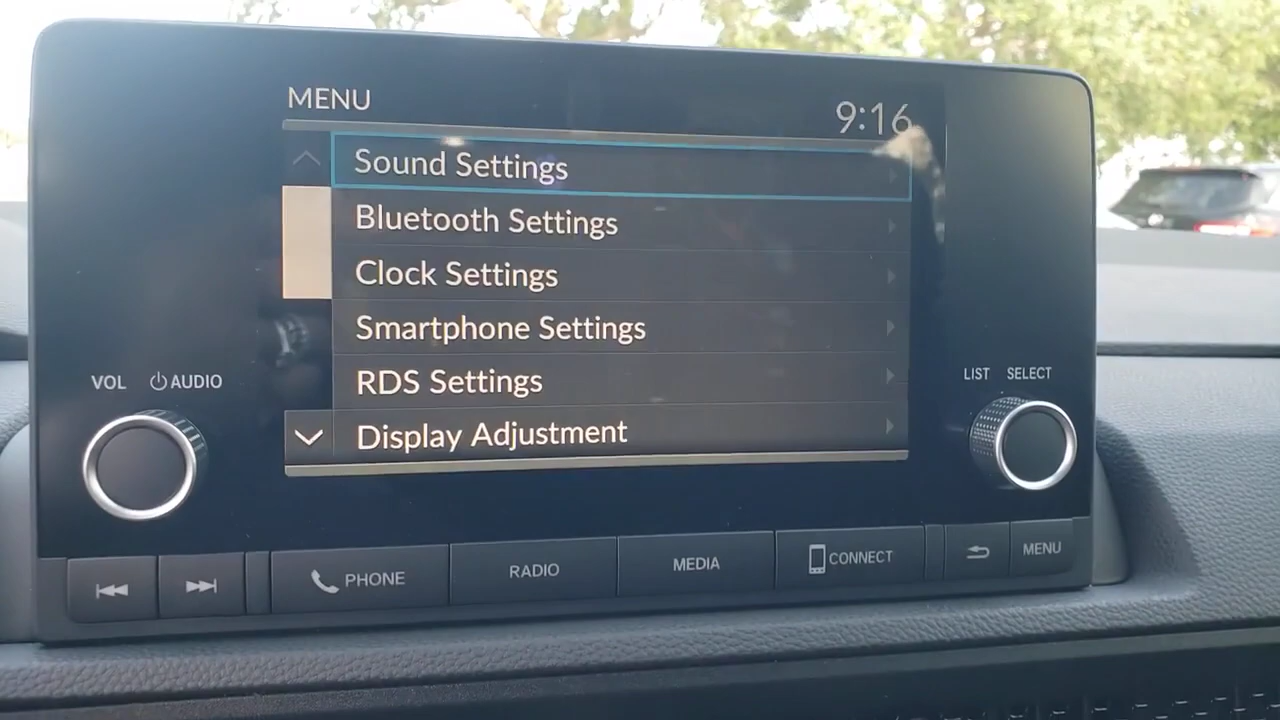 MENU
9:16
Sound Settings
Bluetooth Settings
Clock Settings
Smartphone Settings
RDS Settings
Display Adjustment
VOL AUDIO
LIST SELECT
PHONE
RADIO
MEDIA
CONNECT
MENU